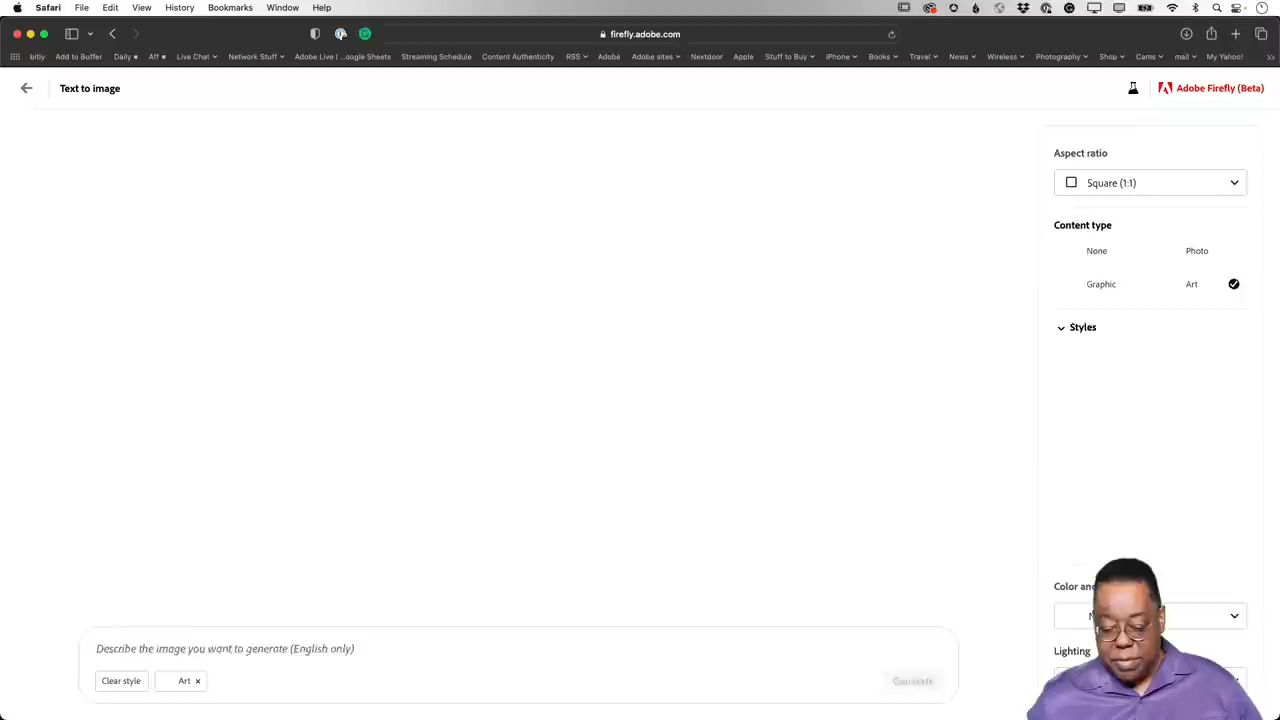 Safari File Edit View History Bookmarks Window Help
firefly.adobe.com
bitly Add to Buffer Daily Aff Live Chat Network Stuff Adobe Live | ...oogle Sheets Streaming Schedule Content Authenticity RSS Adobe Adobe sites Nextdoor Apple Stuff to Buy iPhone Books Travel News Wireless Photography Shop Cams mail My Yahoo!
Text to image
Adobe Firefly (Beta)
Aspect ratio
Square (1:1)
Content type
None Photo
Graphic Art
Styles
Color
Lighting
Describe the image you want to generate (English only)
Clear style Art ×
Generate